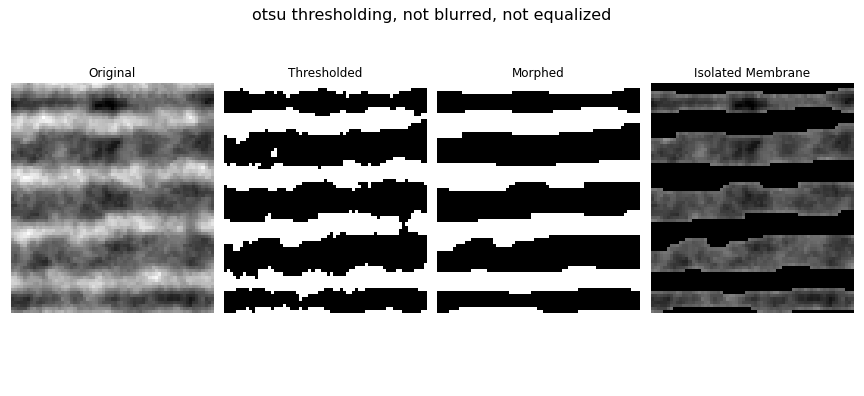 otsu thresholding, not blurred, not equalized
Original
Thresholded
Morphed
Isolated Membrane